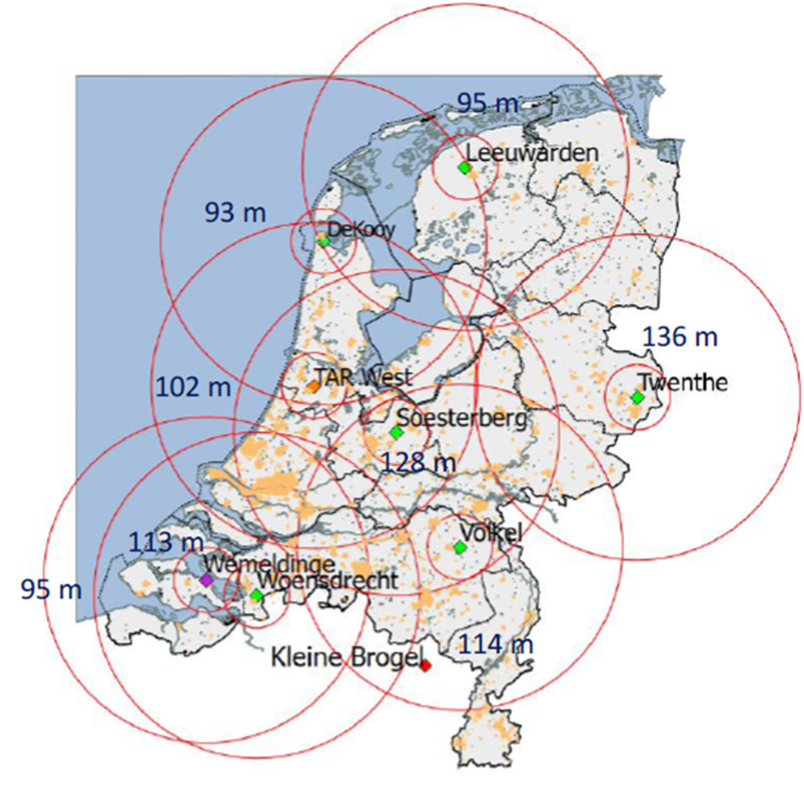 95 m
Leeuwarden
93 m
DeKooy
136 m
TAR West
Twenthe
102 m
Soesterberg
128 m
Volkel
113 m
Wemeldinge
Woensdrecht
95 m
114 m
Kleine Brogel